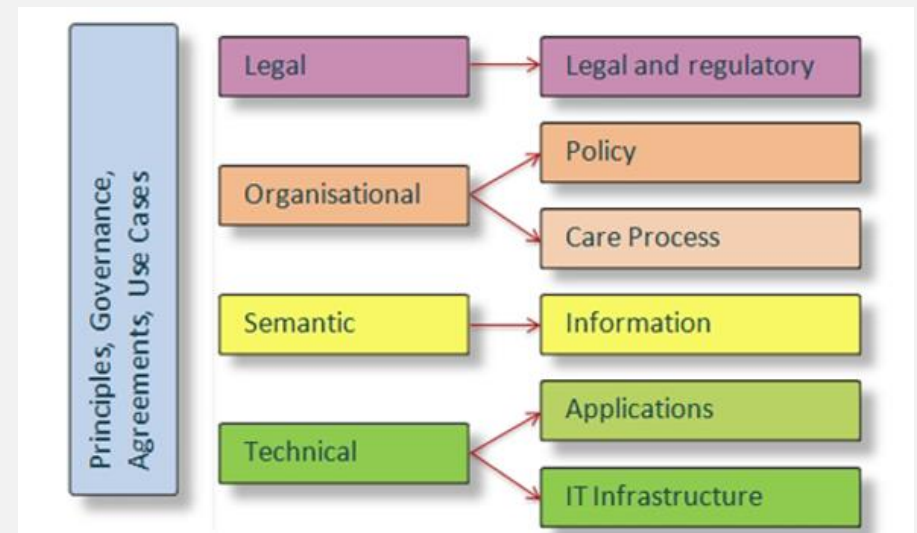 Principles, Governance,
Agreements, Use Cases
Legal
Legal and regulatory
Organisational
Policy
Care Process
Semantic
Information
Technical
Applications
IT Infrastructure